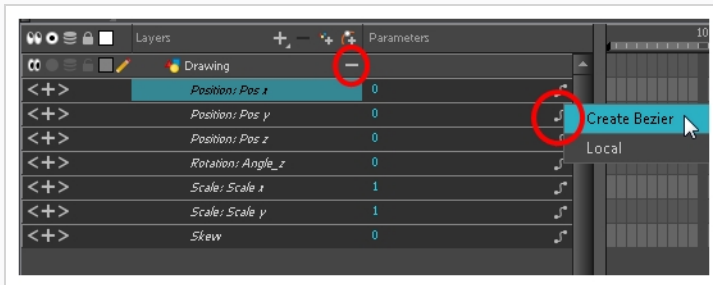 Layers Parameters 10
Drawing
Position: Pos x 0
Position: Pos y 0
Create Bezier
Position: Pos z 0
Local
Rotation: Angle_z 0
Scale: Scale x 1
Scale: Scale y 1
Skew 0